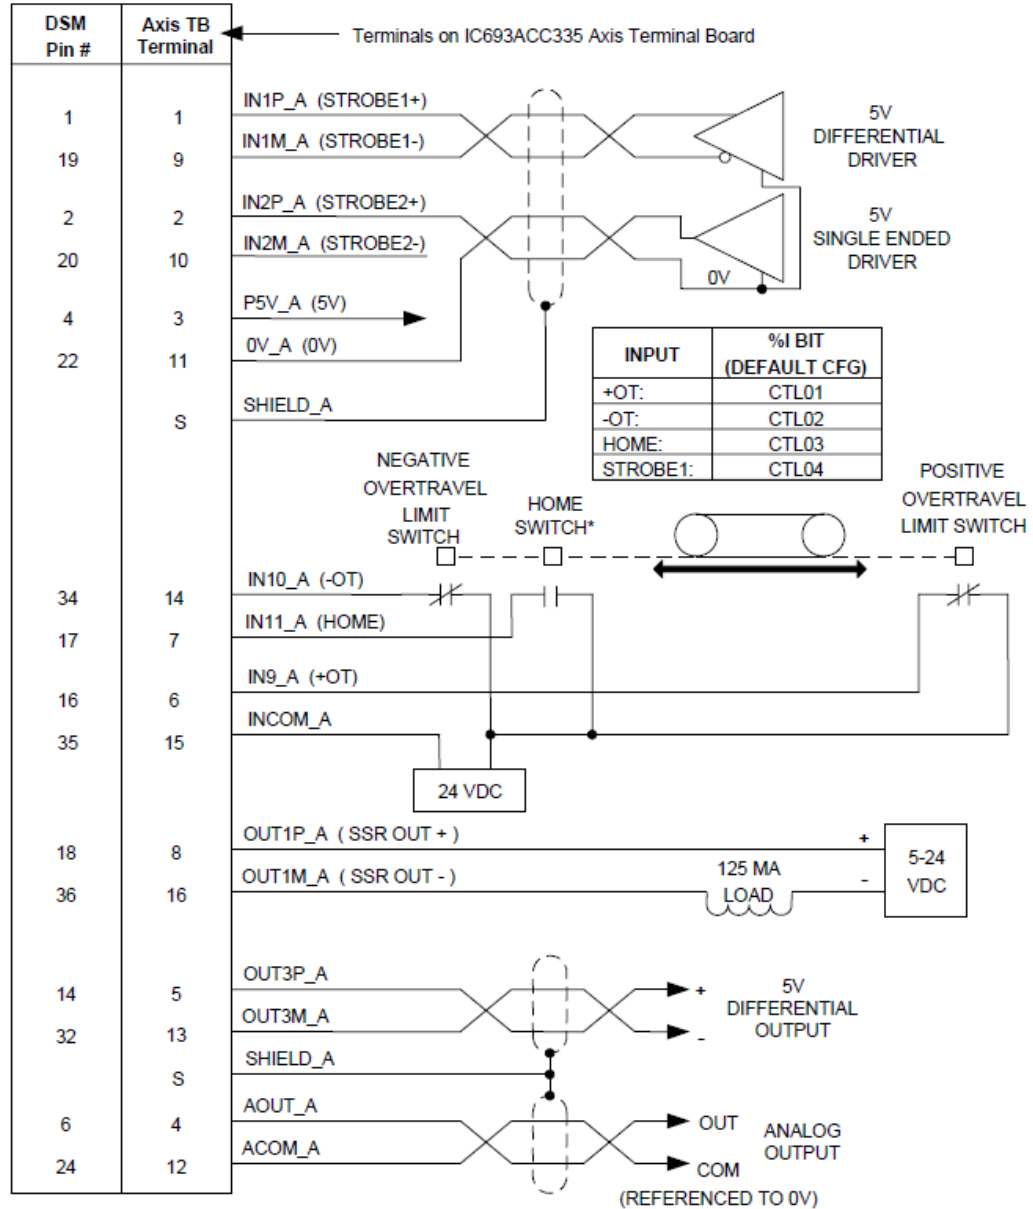 DSM
Pin #
Axis TB
Terminal
Terminals on IC693ACC335 Axis Terminal Board
1 1 IN1P_A (STROBE1+)
19 9 IN1M_A (STROBE1-)
5V
DIFFERENTIAL
DRIVER
2 2 IN2P_A (STROBE2+)
20 10 IN2M_A (STROBE2-)
5V
SINGLE ENDED
DRIVER
0V
4 3 P5V_A (5V)
22 11 0V_A (0V)
S SHIELD_A
INPUT
%I BIT
(DEFAULT CFG)
+OT: CTL01
-OT: CTL02
HOME: CTL03
STROBE1: CTL04
NEGATIVE
OVERTRAVEL
LIMIT
SWITCH
HOME
SWITCH*
POSITIVE
OVERTRAVEL
LIMIT SWITCH
34 14 IN10_A (-OT)
17 7 IN11_A (HOME)
16 6 IN9_A (+OT)
35 15 INCOM_A
24 VDC
18 8 OUT1P_A ( SSR OUT + )
+
36 16 OUT1M_A ( SSR OUT - )
125 MA
LOAD
-
5-24
VDC
14 5 OUT3P_A
+
32 13 OUT3M_A
-
5V
DIFFERENTIAL
OUTPUT
S SHIELD_A
6 4 AOUT_A
OUT
24 12 ACOM_A
COM
ANALOG
OUTPUT
(REFERENCED TO 0V)